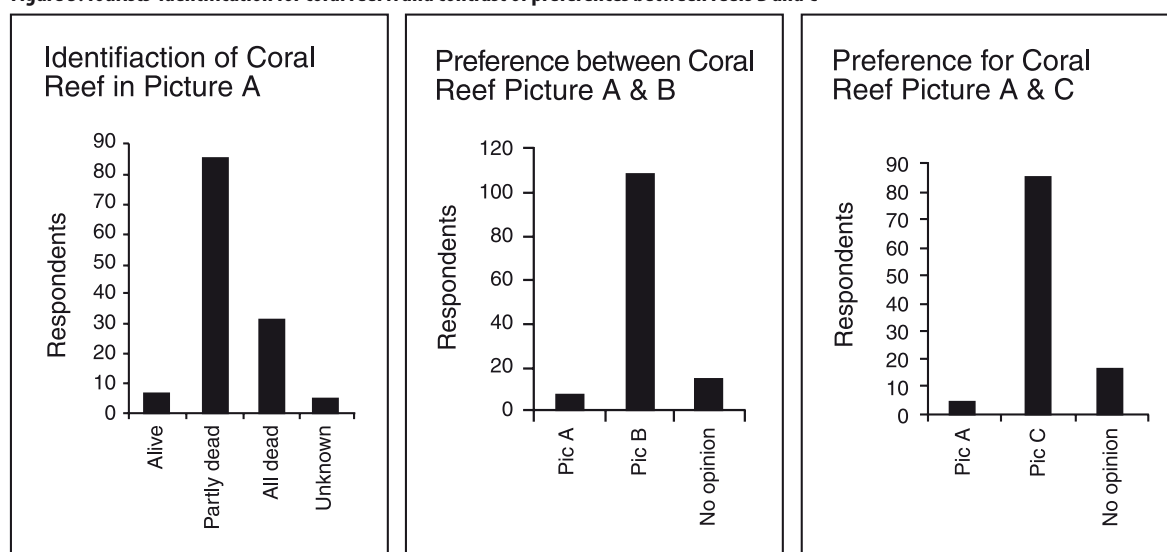 Identifiaction of Coral
Reef in Picture A
90
80
70
60
50
40
30
20
10
0
Respondents
Alive
Partly dead
All dead
Unknown
Preference between Coral
Reef Picture A & B
120
100
80
60
40
20
0
Respondents
Pic A
Pic B
No opinion
Preference for Coral
Reef Picture A & C
90
80
70
60
50
40
30
20
10
0
Respondents
Pic A
Pic C
No opinion